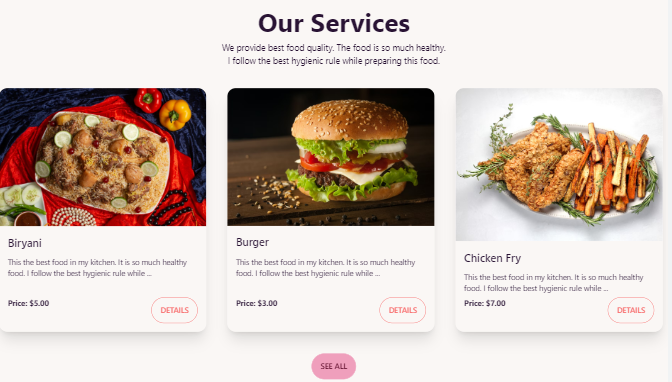 Our Services
We provide best food quality. The food is so much healthy.
I follow the best hygienic rule while preparing this food.
Biryani
This the best food in my kitchen. It is so much healthy
food. I follow the best hygienic rule while ...
Price: $5.00
DETAILS
Burger
This the best food in my kitchen. It is so much healthy
food. I follow the best hygienic rule while ...
Price: $3.00
DETAILS
Chicken Fry
This the best food in my kitchen. It is so much healthy
food. I follow the best hygienic rule while ...
Price: $7.00
DETAILS
SEE ALL